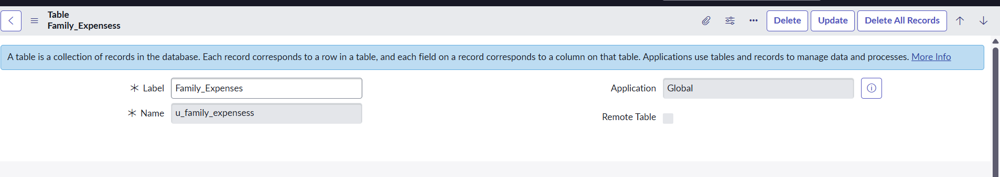 Table
Family_Expensess
Delete
Update
Delete All Records
A table is a collection of records in the database. Each record corresponds to a row in a table, and each field on a record corresponds to a column on that table. Applications use tables and records to manage data and processes. More Info
Label
Family_Expenses
Application
Global
Name
u_family_expensess
Remote Table